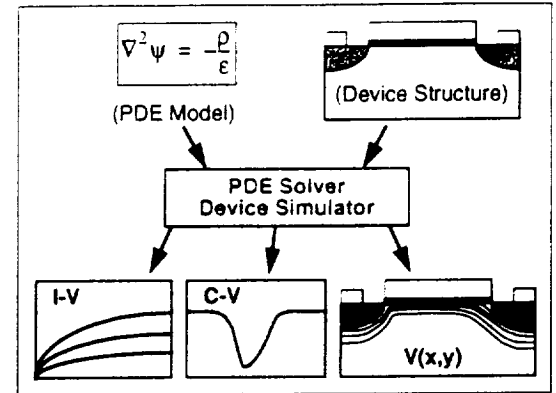 ∇²ψ = -ρ/ε
(PDE Model)
(Device Structure)
PDE Solver
Device Simulator
I-V
C-V
V(x,y)